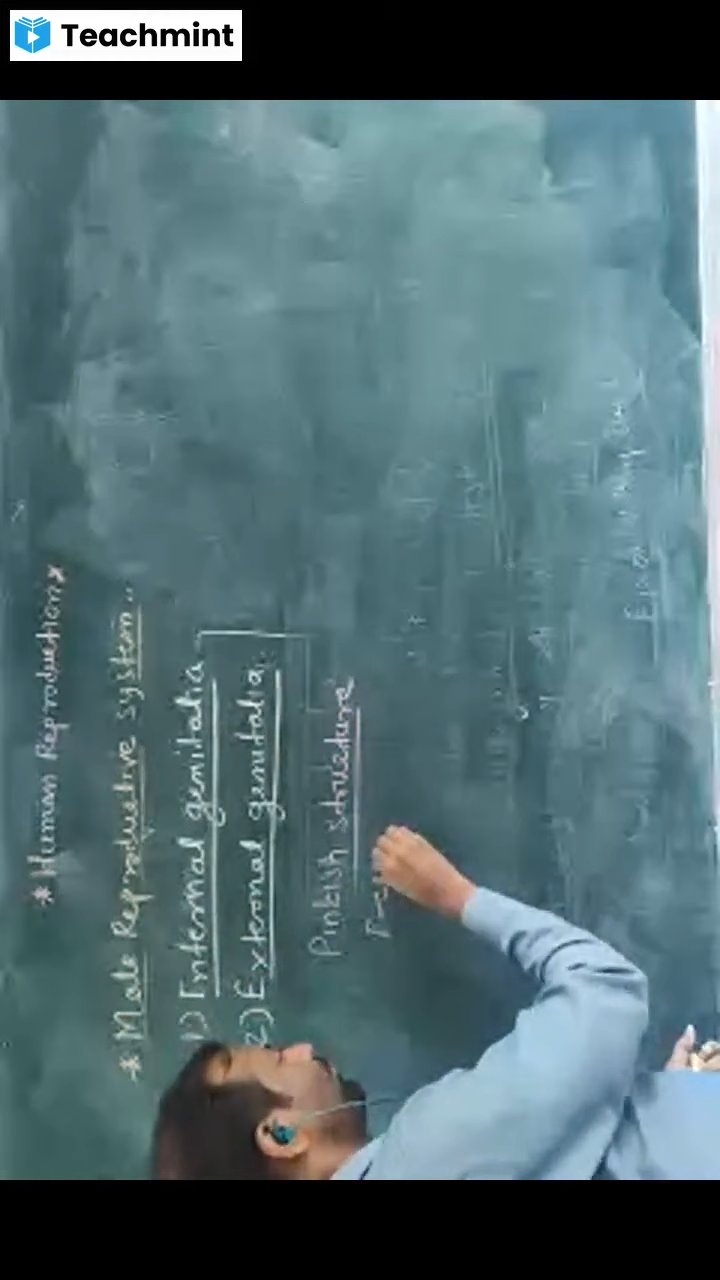 Teachmint
* Human Reproduction *
* Male Reproductive system..
1) Internal genitalia
2) External genitalia.
Pinkish structure